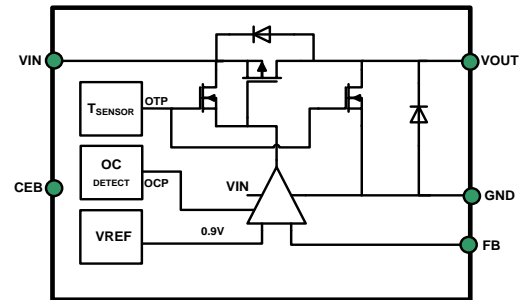 VIN
VOUT
TSENSOR
OTP
OC
DETECT
OCP
CEB
VIN
GND
VREF
0.9V
FB